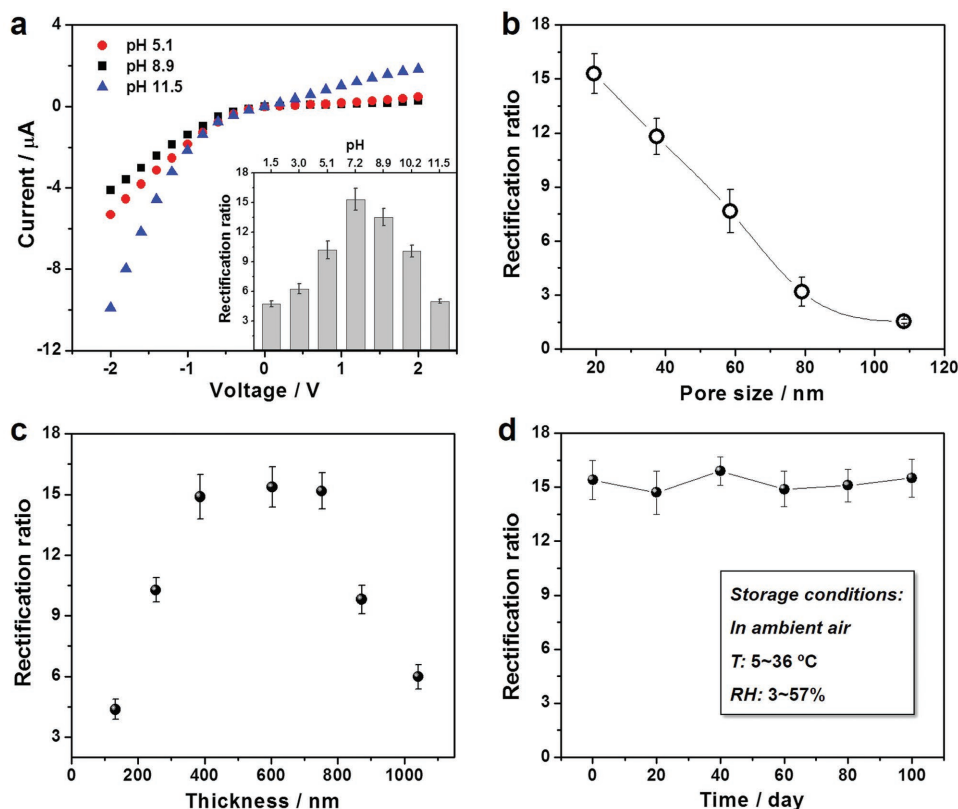 a
4
0
-4
-8
-12
Current / μA
pH 5.1
pH 8.9
pH 11.5
-2 -1 0 1 2
Voltage / V
pH
1.5 3.0 5.1 7.2 8.9 10.2 11.5
18
15
12
9
6
3
Rectification ratio
b
18
15
12
9
6
3
0
Rectification ratio
20 40 60 80 100 120
Pore size / nm
c
18
15
12
9
6
3
Rectification ratio
0 200 400 600 800 1000
Thickness / nm
d
18
15
12
9
6
3
0
Rectification ratio
Storage conditions:
In ambient air
T: 5~36 ºC
RH: 3~57%
0 20 40 60 80 100
Time / day